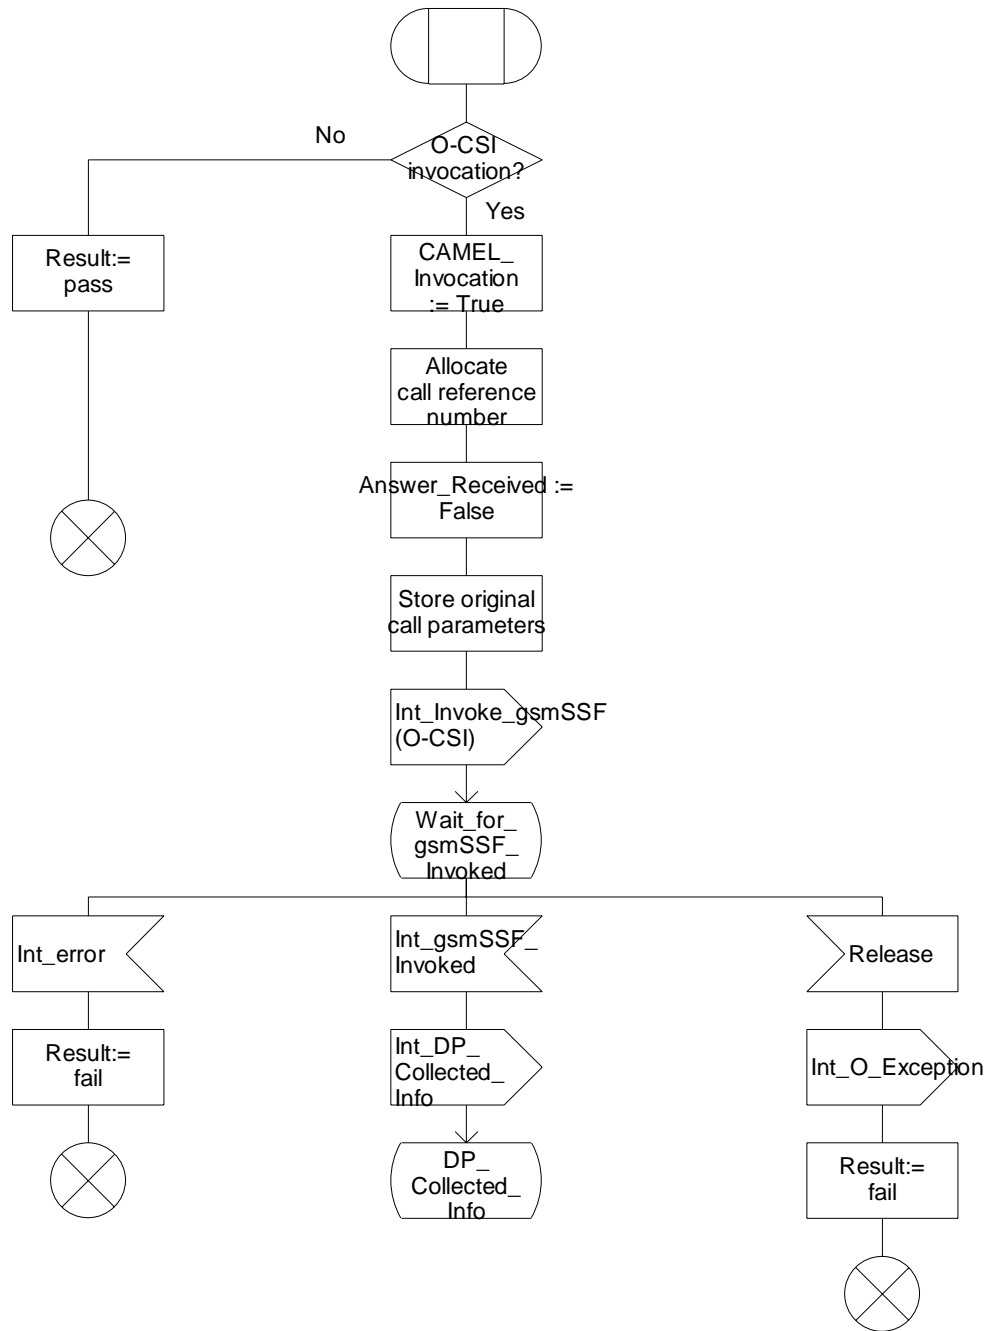 No
O-CSI
invocation?
Yes
Result:=
pass
CAMEL_
Invocation
:= True
Allocate
call reference
number
Answer_Received :=
False
Store original
call parameters
Int_Invoke_gsmSSF
(O-CSI)
Wait_for_
gsmSSF_
Invoked
Int_error
Int_gsmSSF_
Invoked
Release
Result:=
fail
Int_DP_
Collected_
Info
Int_O_Exception
DP_
Collected_
Info
Result:=
fail